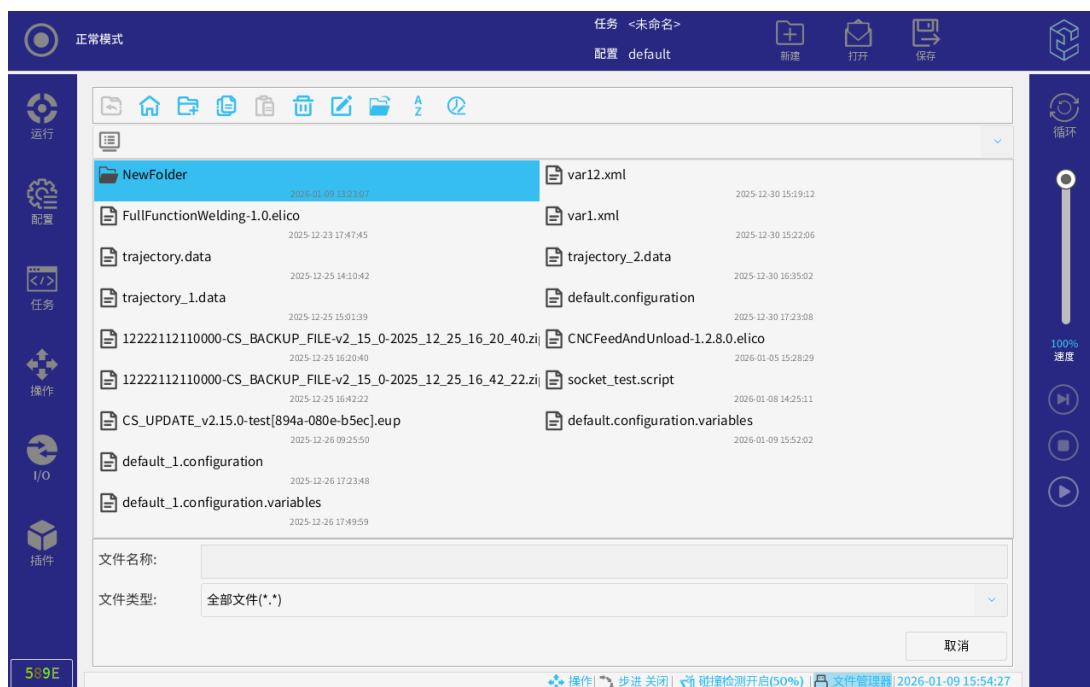 正常模式
任务 <未命名>
配置 default
新建
打开
保存
运行
配置
任务
操作
I/O
插件
589E
NewFolder
2026-01-09 13:23:07
FullFunctionWelding-1.0.elico
2025-12-23 17:47:45
trajectory.data
2025-12-25 14:10:42
trajectory_1.data
2025-12-25 15:01:39
12222112110000-CS_BACKUP_FILE-v2_15_0-2025_12_25_16_20_40.zi
2025-12-25 16:20:40
12222112110000-CS_BACKUP_FILE-v2_15_0-2025_12_25_16_42_22.zi
2025-12-25 16:42:22
CS_UPDATE_v2.15.0-test[894a-080e-b5ec].eup
2025-12-26 09:25:50
default_1.configuration
2025-12-26 17:23:48
default_1.configuration.variables
2025-12-26 17:49:59
var12.xml
2025-12-30 15:19:12
var1.xml
2025-12-30 15:22:06
trajectory_2.data
2025-12-30 16:35:02
default.configuration
2025-12-30 17:23:08
CNCFeedAndUnload-1.2.8.0.elico
2026-01-05 15:28:29
socket_test.script
2026-01-08 14:25:11
default.configuration.variables
2026-01-09 15:52:02
文件名称:
文件类型: 全部文件(*.*)
取消
循环
100%
速度
操作| 步进 关闭| 碰撞检测开启(50%) | 文件管理器|2026-01-09 15:54:27